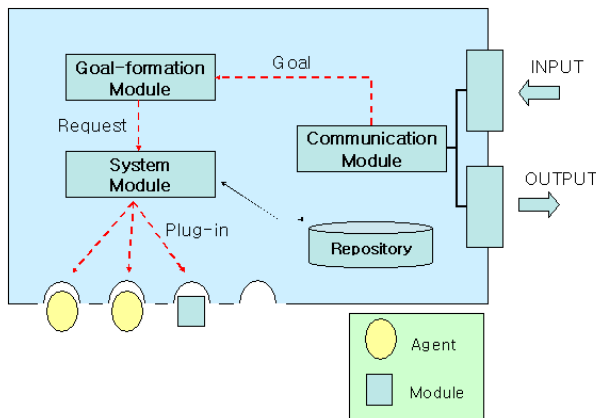 Goal-formation
Module
Goal
INPUT
Request
Communication
Module
System
Module
OUTPUT
Plug-in
Repository
Agent
Module